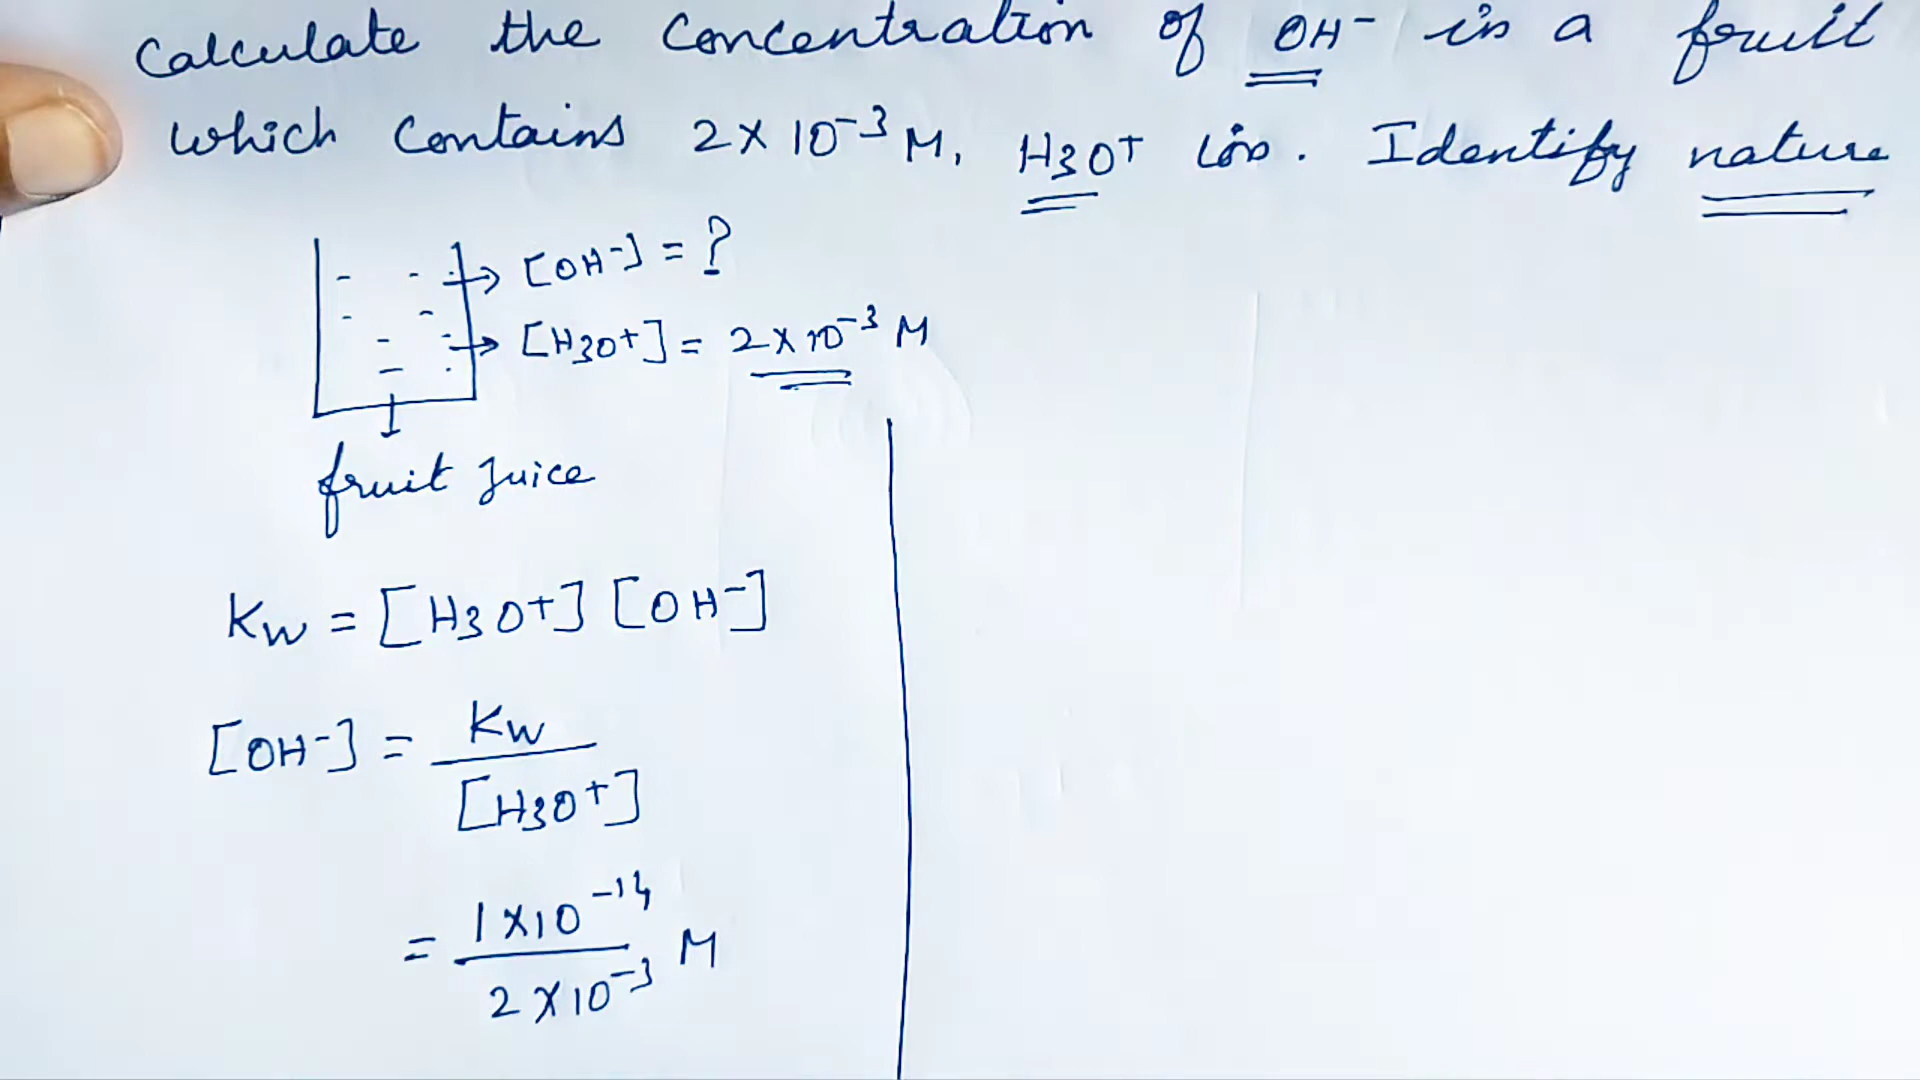 Calculate the Concentration of OH⁻ in a fruit
which Contains 2 × 10⁻³ M, H₃O⁺ ion. Identify nature
[OH⁻] = ?
[H₃O⁺] = 2 × 10⁻³ M
fruit Juice
Kw = [H₃O⁺] [OH⁻]
[OH⁻] = Kw / [H₃O⁺]
= 1 × 10⁻¹⁴ / 2 × 10⁻³ M